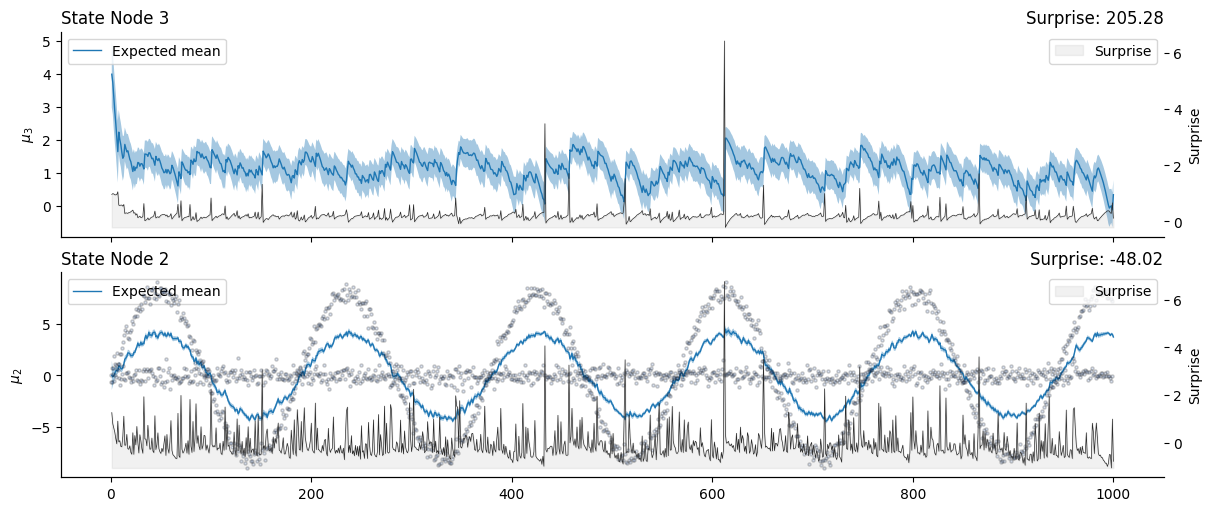 State Node 3
Surprise: 205.28
Expected mean
Surprise
5
4
3
2
1
0
μ3
6
4
2
0
Surprise
State Node 2
Surprise: -48.02
Expected mean
Surprise
5
0
−5
μ2
6
4
2
0
Surprise
0
200
400
600
800
1000